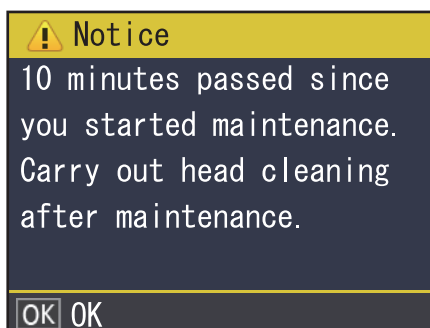 Notice
10 minutes passed since
you started maintenance.
Carry out head cleaning
after maintenance.
OK OK